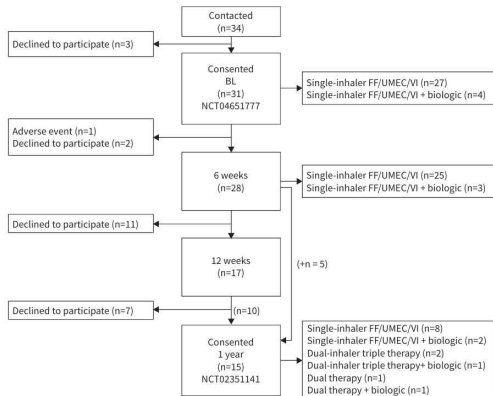 Contacted
(n=34)
Declined to participate (n=3)
Consented
BL
(n=31)
NCT04651777
Single-inhaler FF/UMEC/VI (n=27)
Single-inhaler FF/UMEC/VI + biologic (n=4)
Adverse event (n=1)
Declined to participate (n=2)
6 weeks
(n=28)
Single-inhaler FF/UMEC/VI (n=25)
Single-inhaler FF/UMEC/VI + biologic (n=3)
Declined to participate (n=11)
12 weeks
(n=17)
(+n = 5)
Declined to participate (n=7)
(n=10)
Consented
1 year
(n=15)
NCT02351141
Single-inhaler FF/UMEC/VI (n=8)
Single-inhaler FF/UMEC/VI + biologic (n=2)
Dual-inhaler triple therapy (n=2)
Dual-inhaler triple therapy+ biologic (n=1)
Dual therapy (n=1)
Dual therapy + biologic (n=1)